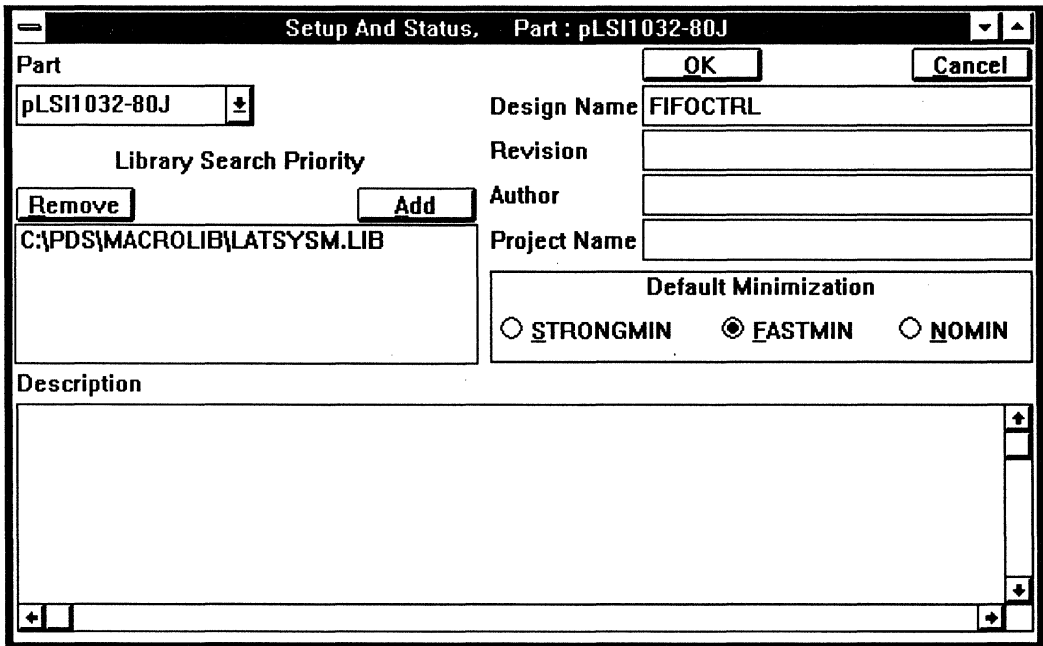 Setup And Status,    Part : pLSI1032-80J
Part
OK
Cancel
pLSI1032-80J
Design Name
FIFOCTRL
Library Search Priority
Revision
Remove
Add
Author
C:\PDS\MACROLIB\LATSYSM.LIB
Project Name
Default Minimization
STRONGMIN
FASTMIN
NOMIN
Description